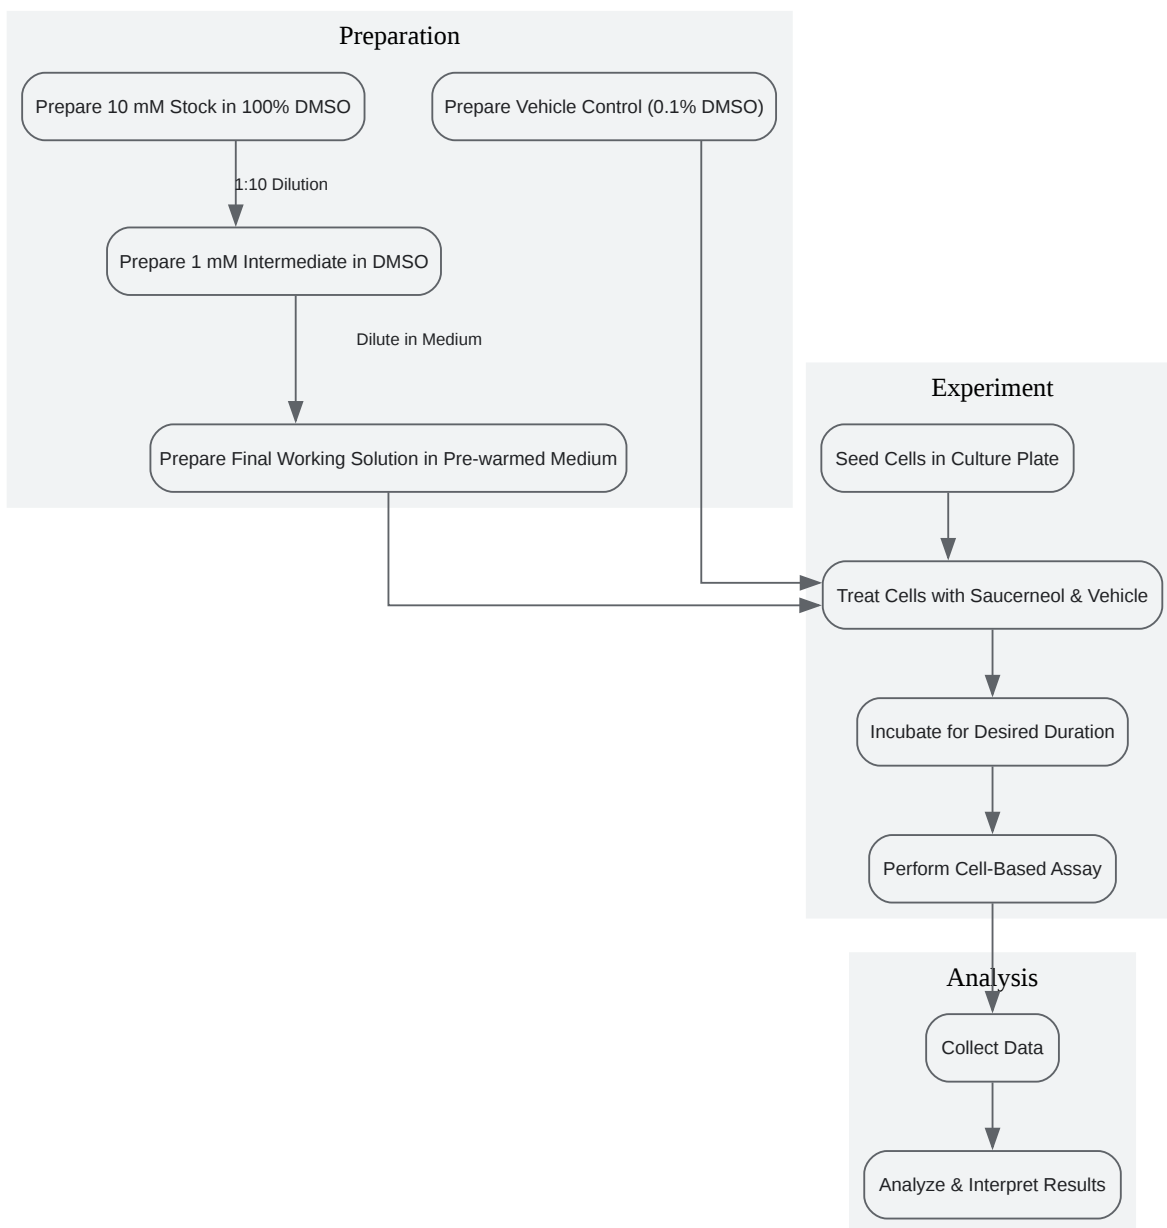 Preparation
Prepare 10 mM Stock in 100% DMSO
Prepare Vehicle Control (0.1% DMSO)
1:10 Dilution
Prepare 1 mM Intermediate in DMSO
Dilute in Medium
Prepare Final Working Solution in Pre-warmed Medium
Experiment
Seed Cells in Culture Plate
Treat Cells with Saucerneol & Vehicle
Incubate for Desired Duration
Perform Cell-Based Assay
Analysis
Collect Data
Analyze & Interpret Results